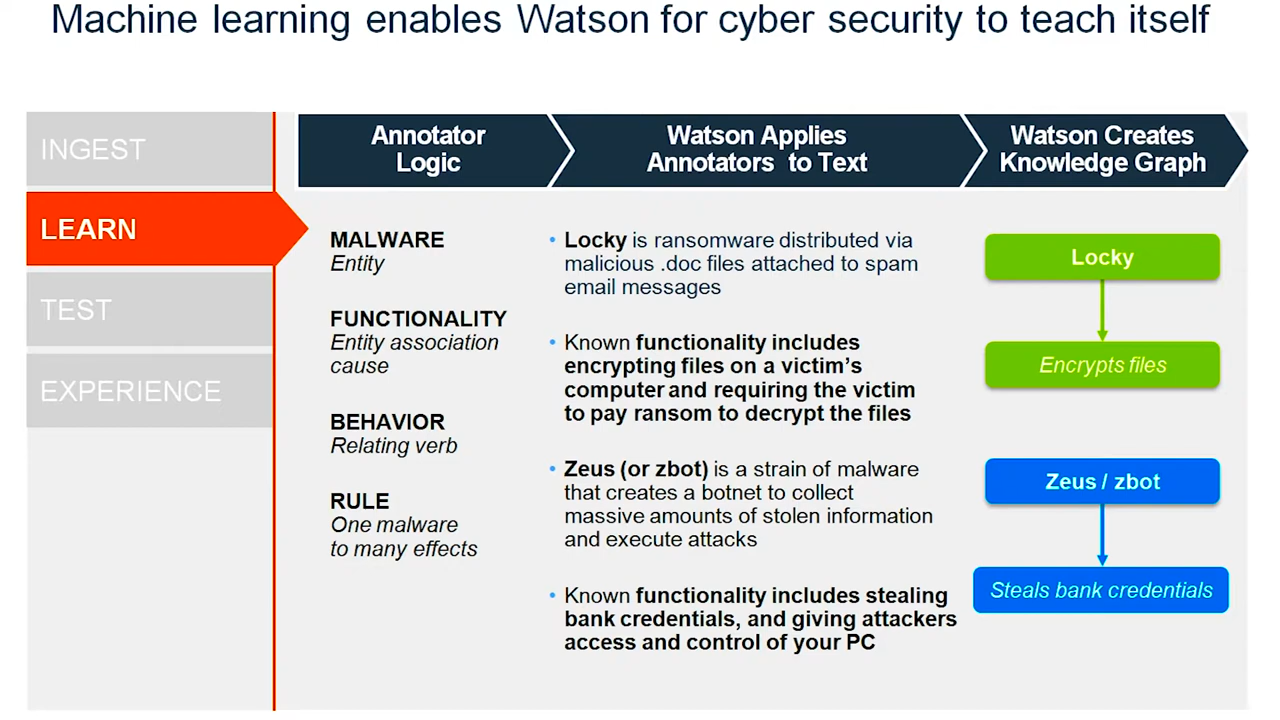 Machine learning enables Watson for cyber security to teach itself
INGEST
LEARN
TEST
EXPERIENCE
Annotator
Logic
Watson Applies
Annotators to Text
Watson Creates
Knowledge Graph
MALWARE
Entity
FUNCTIONALITY
Entity association
cause
BEHAVIOR
Relating verb
RULE
One malware
to many effects
• Locky is ransomware distributed via
malicious .doc files attached to spam
email messages
• Known functionality includes
encrypting files on a victim’s
computer and requiring the victim
to pay ransom to decrypt the files
• Zeus (or zbot) is a strain of malware
that creates a botnet to collect
massive amounts of stolen information
and execute attacks
• Known functionality includes stealing
bank credentials, and giving attackers
access and control of your PC
Locky
Encrypts files
Zeus / zbot
Steals bank credentials